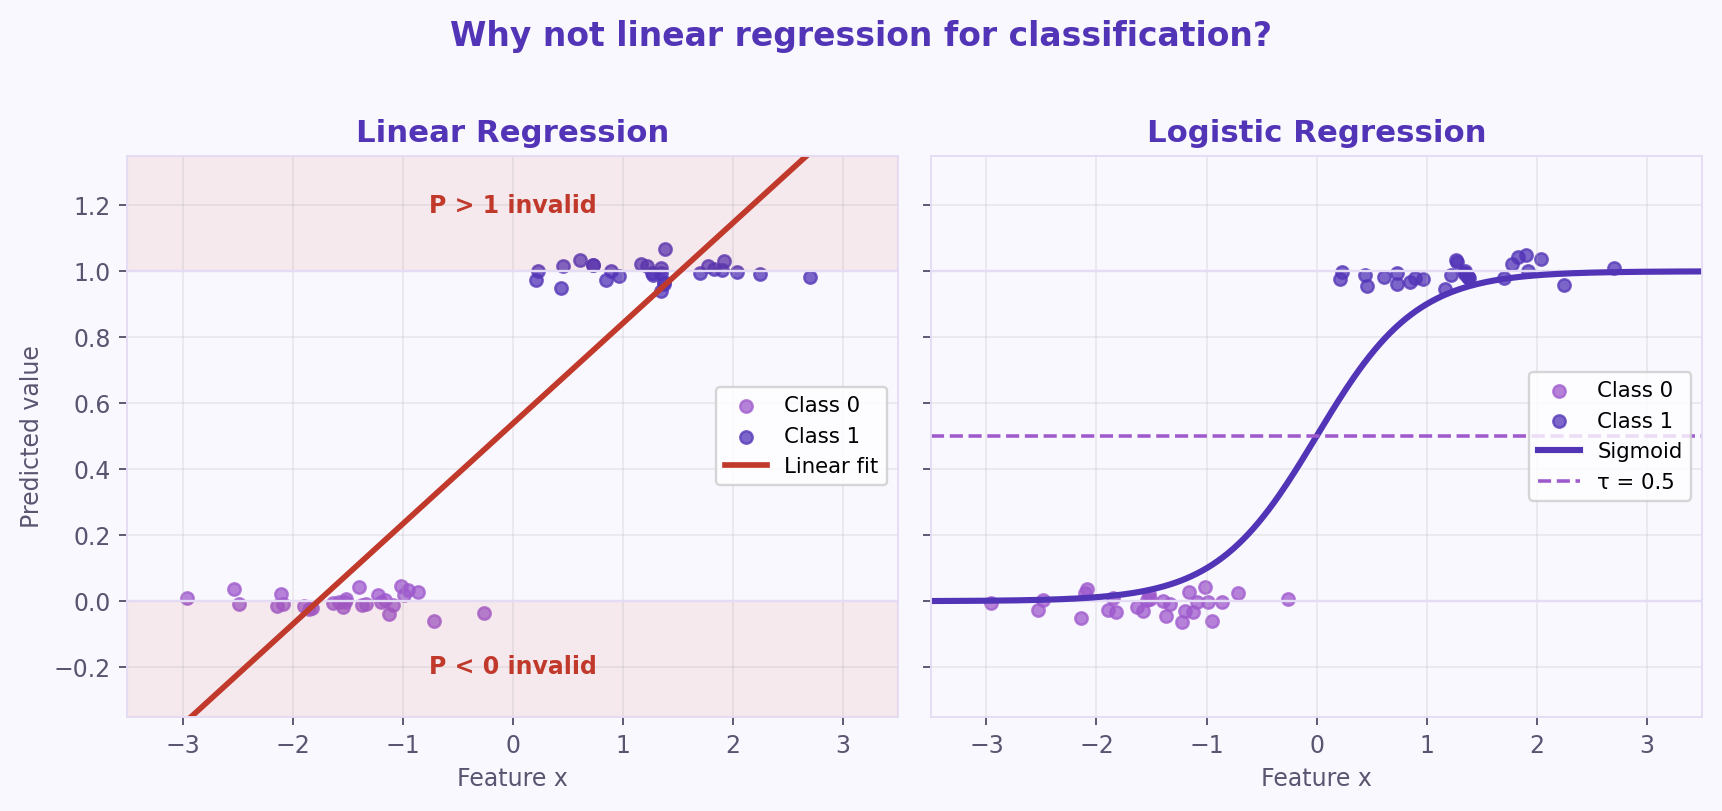 Why not linear regression for classification?
Linear Regression
P > 1 invalid
P < 0 invalid
Class 0
Class 1
Linear fit
Predicted value
1.2
1.0
0.8
0.6
0.4
0.2
0.0
−0.2
−3
−2
−1
0
1
2
3
Feature x
Logistic Regression
Class 0
Class 1
Sigmoid
τ = 0.5
−3
−2
−1
0
1
2
3
Feature x